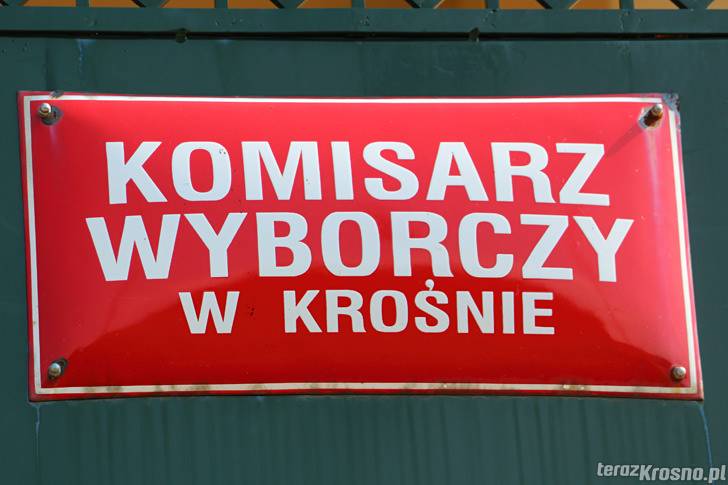 KOMISARZ
WYBORCZY
W KROŚNIE
terazKrosno.pl